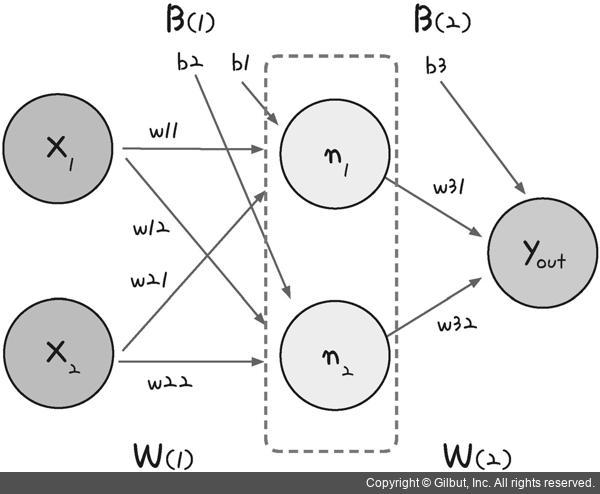 B(1) B(2)
b2 b1 b3
x1 w11 n1
w12 w31
w21 yout
x2 w22 n2 w32
W(1) W(2)
Copyright © Gilbut, Inc. All rights reserved.